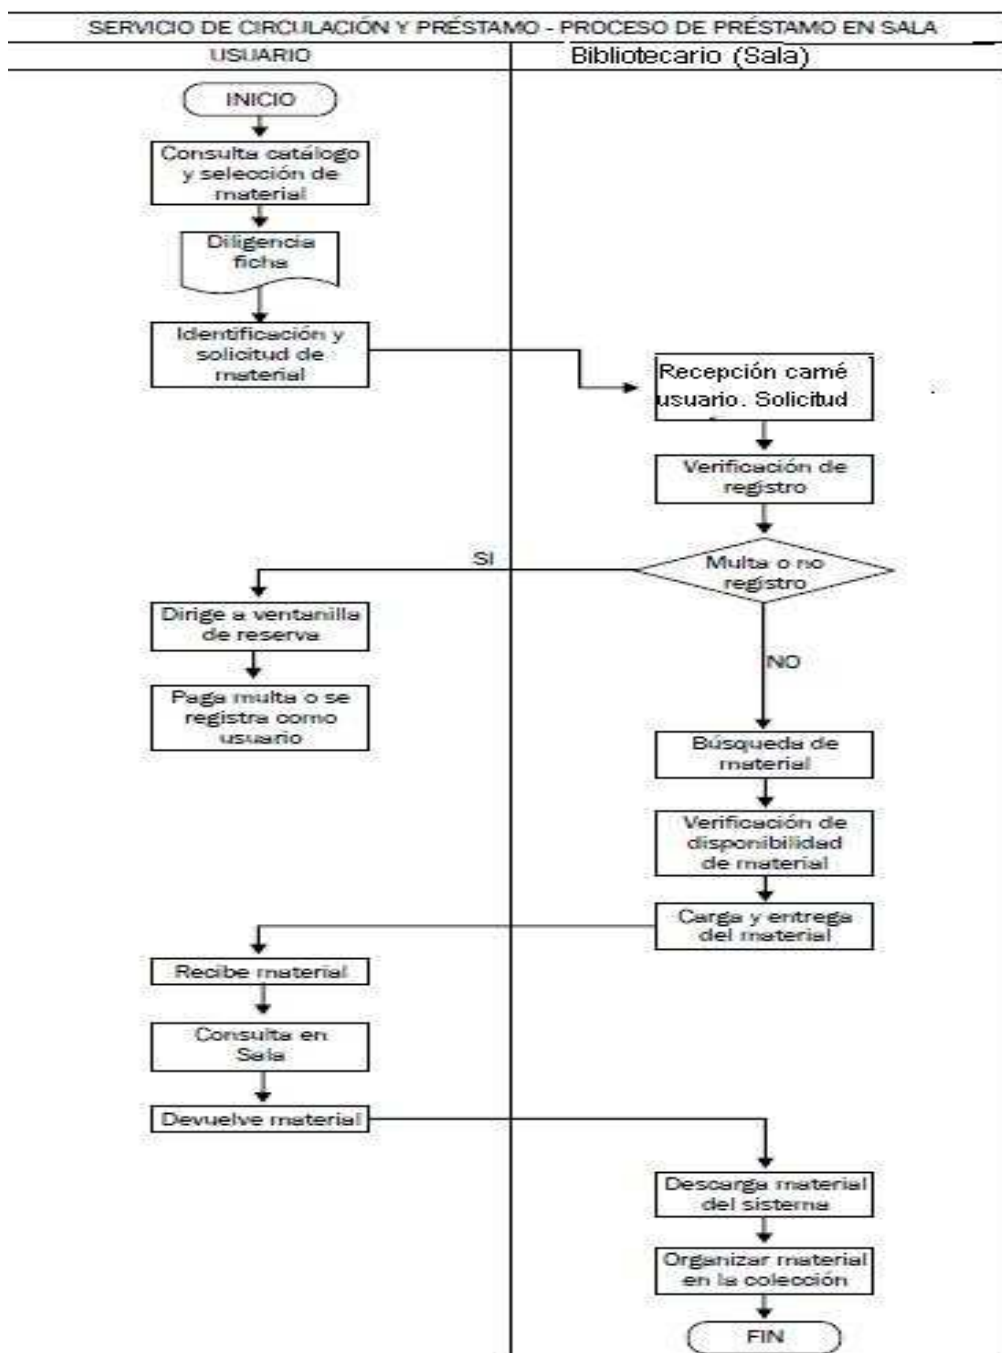 SERVICIO DE CIRCULACIÓN Y PRÉSTAMO - PROCESO DE PRÉSTAMO EN SALA
USUARIO
Bibliotecario (Sala)
INICIO
Consulta catálogo
y selección de
material
Diligencia
ficha
Identificación y
solicitud de
material
Recepción carné
usuario. Solicitud
Verificación de
registro
Multa o no
registro
SI
Dirige a ventanilla
de reserva
Paga multa o se
registra como
usuario
NO
Búsqueda de
material
Verificación de
disponibilidad
de material
Carga y entrega
del material
Recibe material
Consulta en
Sala
Devuelve material
Descarga material
del sistema
Organizar material
en la colección
FIN